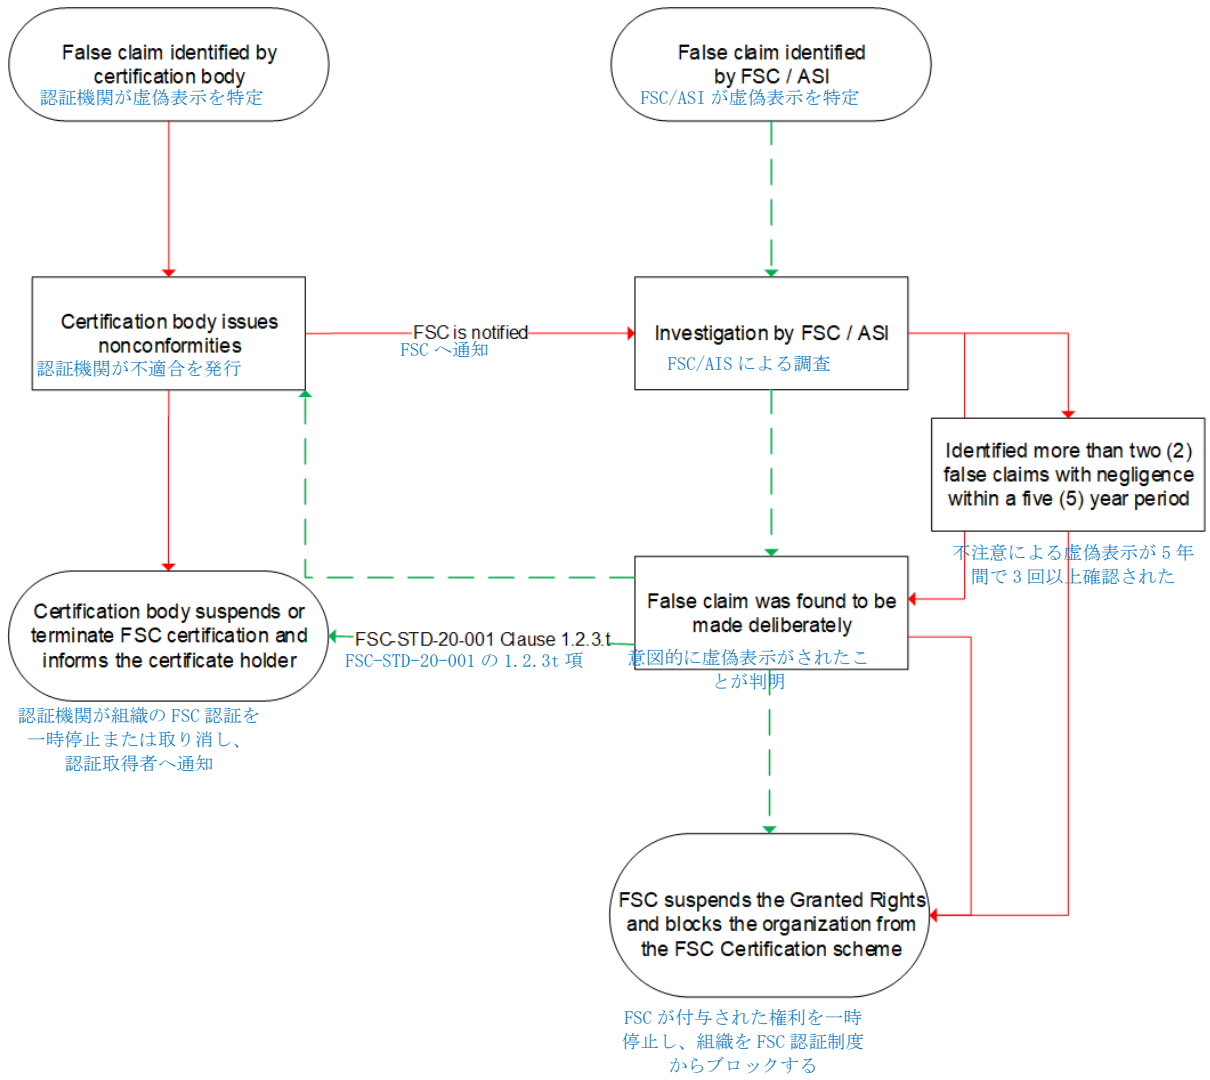 False claim identified by
certification body
認証機関が虚偽表示を特定
False claim identified
by FSC / ASI
FSC/ASI が虚偽表示を特定
Certification body issues
nonconformities
認証機関が不適合を発行
FSC is notified
FSC へ通知
Investigation by FSC / ASI
FSC/AIS による調査
Identified more than two (2)
false claims with negligence
within a five (5) year period
不注意による虚偽表示が 5 年
間で 3 回以上確認された
Certification body suspends or
terminate FSC certification and
informs the certificate holder
認証機関が組織の FSC 認証を
一時停止または取り消し、
認証取得者へ通知
FSC-STD-20-001 Clause 1.2.3.t
FSC-STD-20-001 の 1.2.3t 項
False claim was found to be
made deliberately
意図的に虚偽表示がされたこ
とが判明
FSC suspends the Granted Rights
and blocks the organization from
the FSC Certification scheme
FSC が付与された権利を一時
停止し、組織を FSC 認証制度
からブロックする